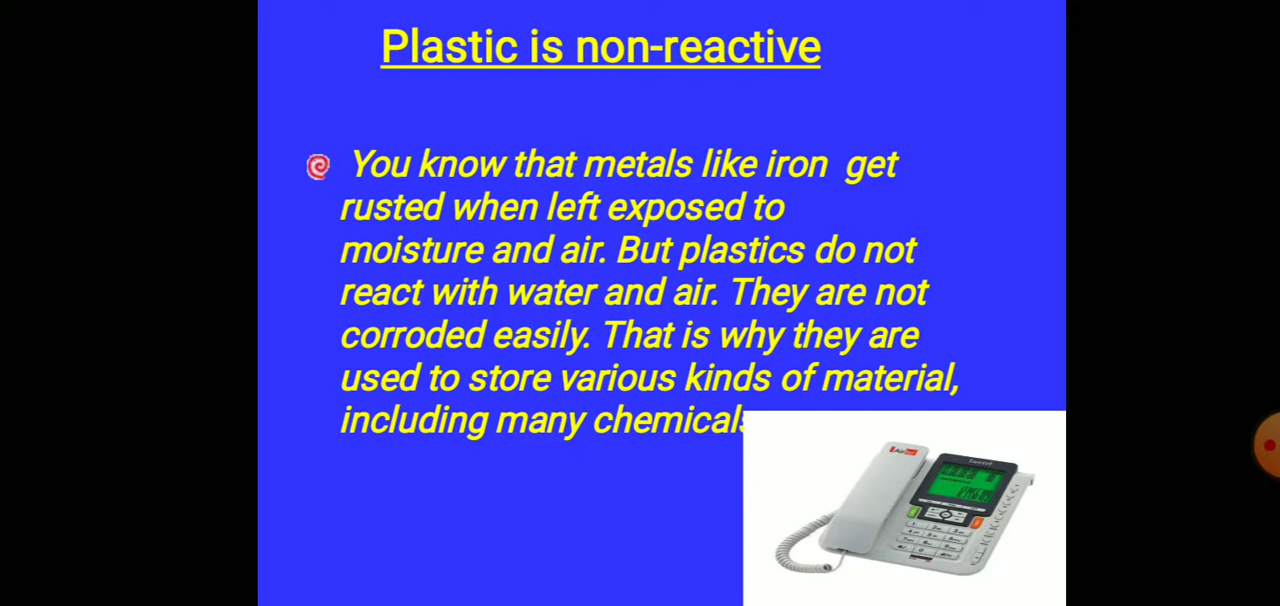 Plastic is non-reactive
You know that metals like iron get
rusted when left exposed to
moisture and air. But plastics do not
react with water and air. They are not
corroded easily. That is why they are
used to store various kinds of material,
including many chemicals